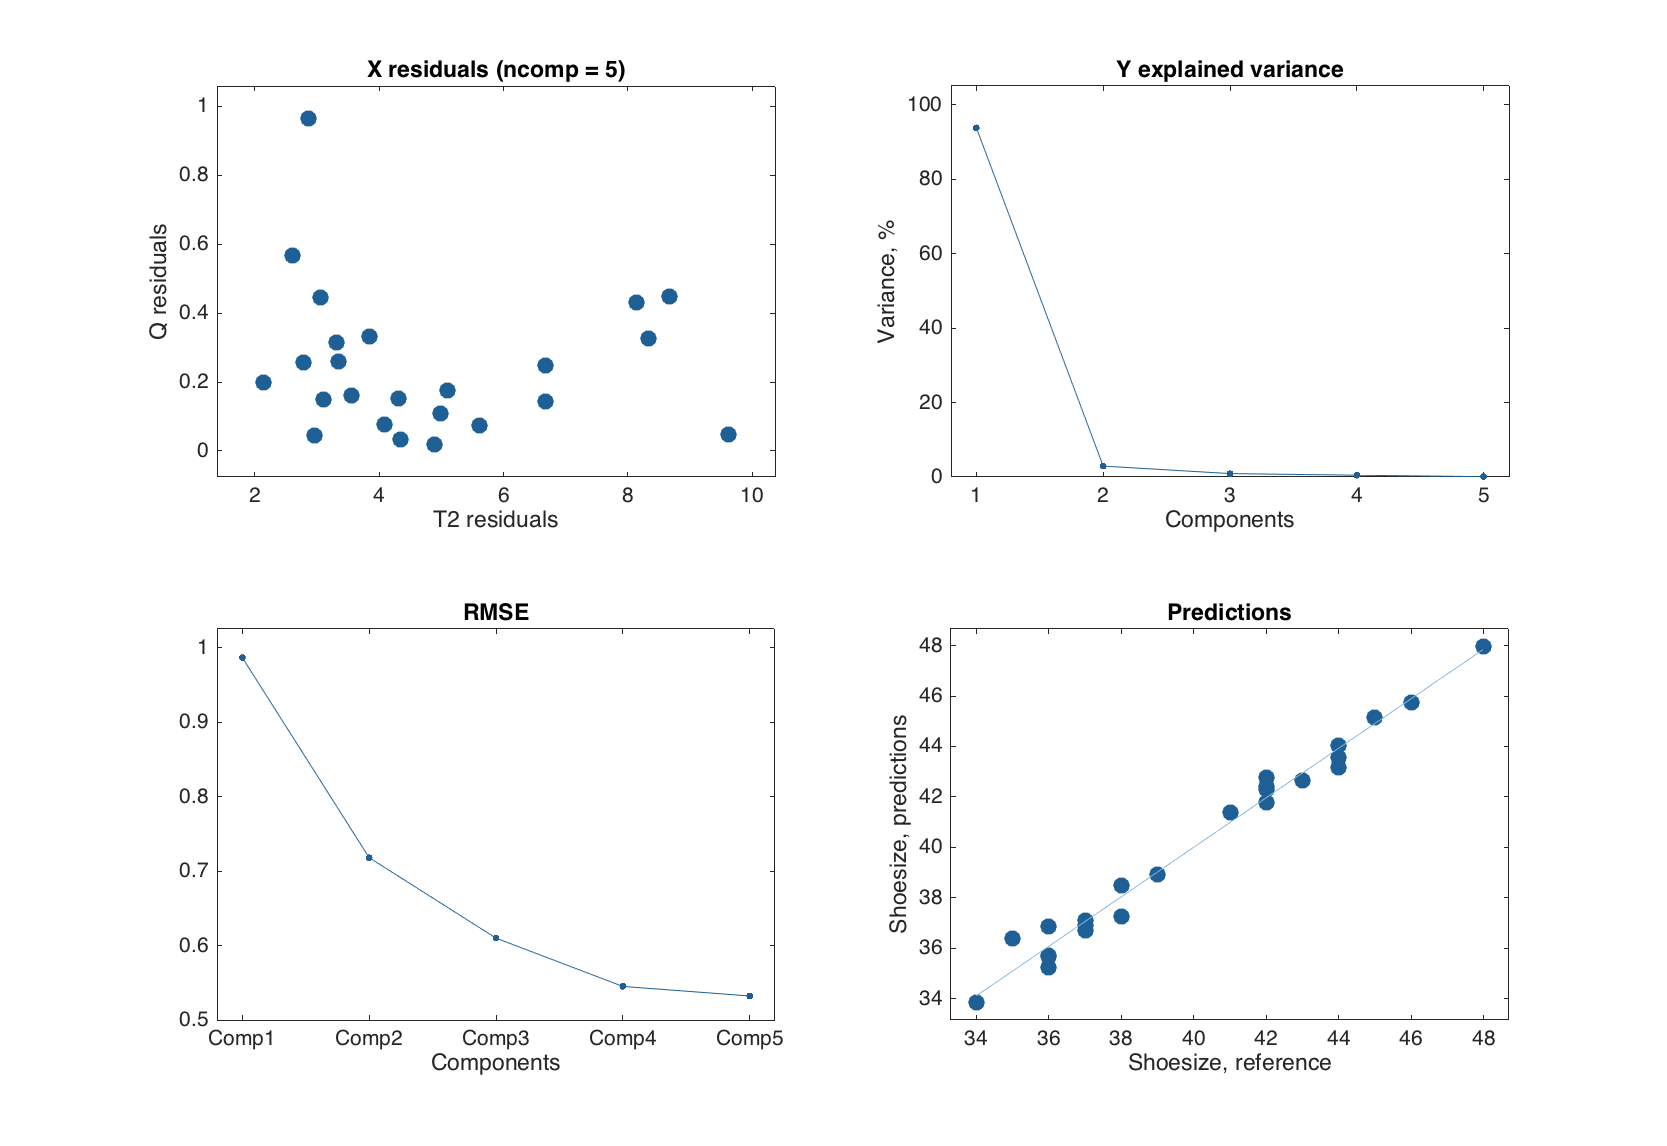 X residuals (ncomp = 5)
1
0.8
0.6
0.4
0.2
0
Q residuals
2 4 6 8 10
T2 residuals
Y explained variance
100
80
60
40
20
0
Variance, %
1 2 3 4 5
Components
RMSE
1
0.9
0.8
0.7
0.6
0.5
Comp1 Comp2 Comp3 Comp4 Comp5
Components
Predictions
48
46
44
42
40
38
36
34
Shoesize, predictions
34 36 38 40 42 44 46 48
Shoesize, reference